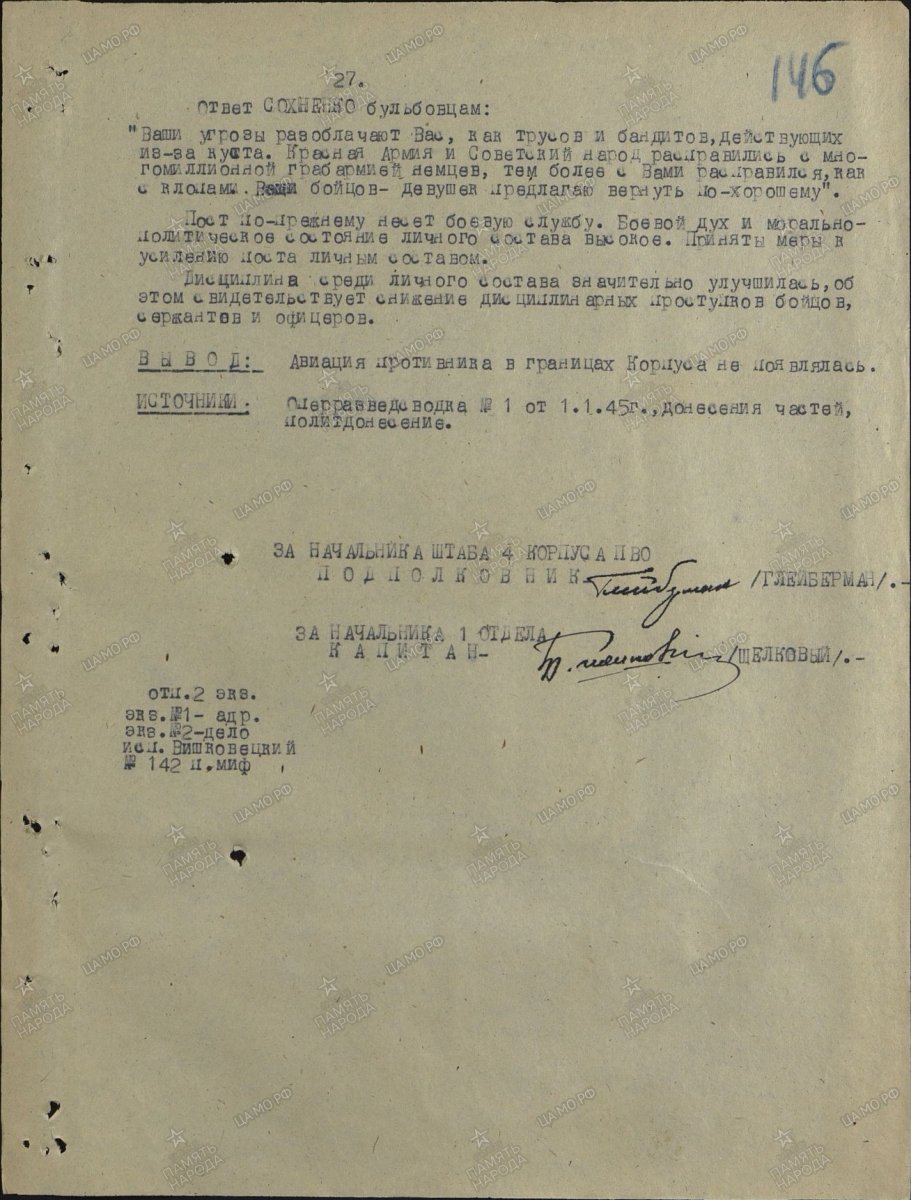 146
27.
Ответ СОХНЕНКО бульбовцам:
"Ваши угрозы разоблачают Вас, как трусов и бандитов,действующих
из-за куста. Красная Армия и Советский народ расправились с мно-
гомиллионной грабармией немцев, тем более с Вами расправился,как
с клопами. бойцов- девушек предлагаю вернуть по-хорошему".
Пост по-прежнему несет боевую службу. Боевой дух и морально-
политическое состояние личного состава высокое. Приняты меры к
усилению поста личным составом.
Дисциплина среди личного состава значительно улучшилась,об
этом свидетельствует снижение дисциплинарных проступков бойцов,
сержантов и офицеров.
ВЫВОД: Авиация противника в границах Корпуса не появлялась.
ИСТОЧНИКИ: Оперразведсводка № 1 от 1.1.45г.,донесения частей,
политдонесение.
ЗА НАЧАЛЬНИКА ШТАБА 4 КОРПУСА ПВО
ПОДПОЛКОВНИК /ГЛЕЙБЕРМАН/.-
ЗА НАЧАЛЬНИКА 1 ОТДЕЛА
КАПИТАН- /ЩЕЛКОВЫЙ/.-
отп.2 экз.
экз.№1- адр.
экз.№2-дело
исп. Вишковецкий
№ 142 п.миф